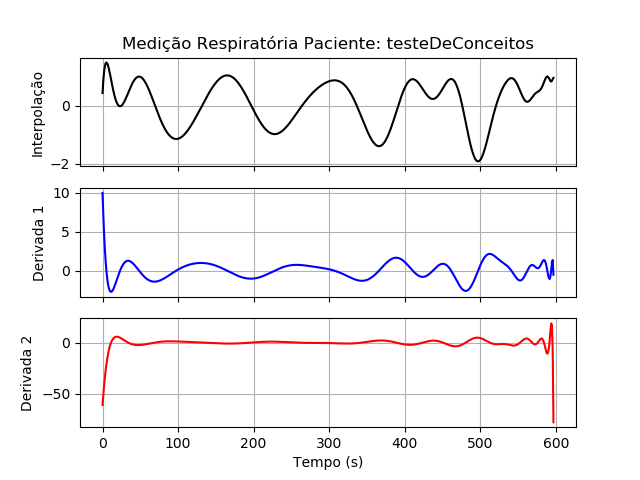 Medição Respiratória Paciente: testeDeConceitos
Interpolação
0
−2
Derivada 1
10
5
0
Derivada 2
0
−50
0 100 200 300 400 500 600
Tempo (s)